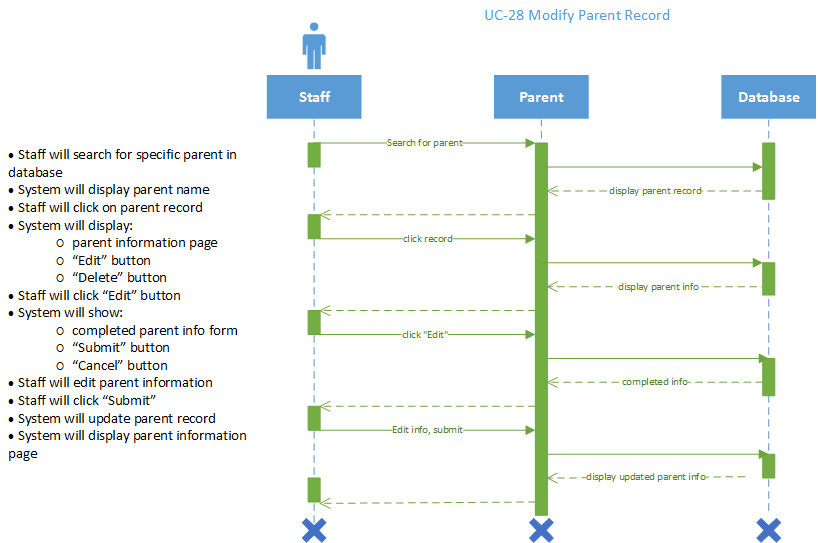 UC-28 Modify Parent Record
Staff
Parent
Database
• Staff will search for specific parent in
database
• System will display parent name
• Staff will click on parent record
• System will display:
o parent information page
o “Edit” button
o “Delete” button
• Staff will click “Edit” button
• System will show:
o completed parent info form
o “Submit” button
o “Cancel” button
• Staff will edit parent information
• Staff will click “Submit”
• System will update parent record
• System will display parent information
page
Search for parent
display parent record
click record
display parent info
click "Edit"
completed info
Edit info, submit
display updated parent info